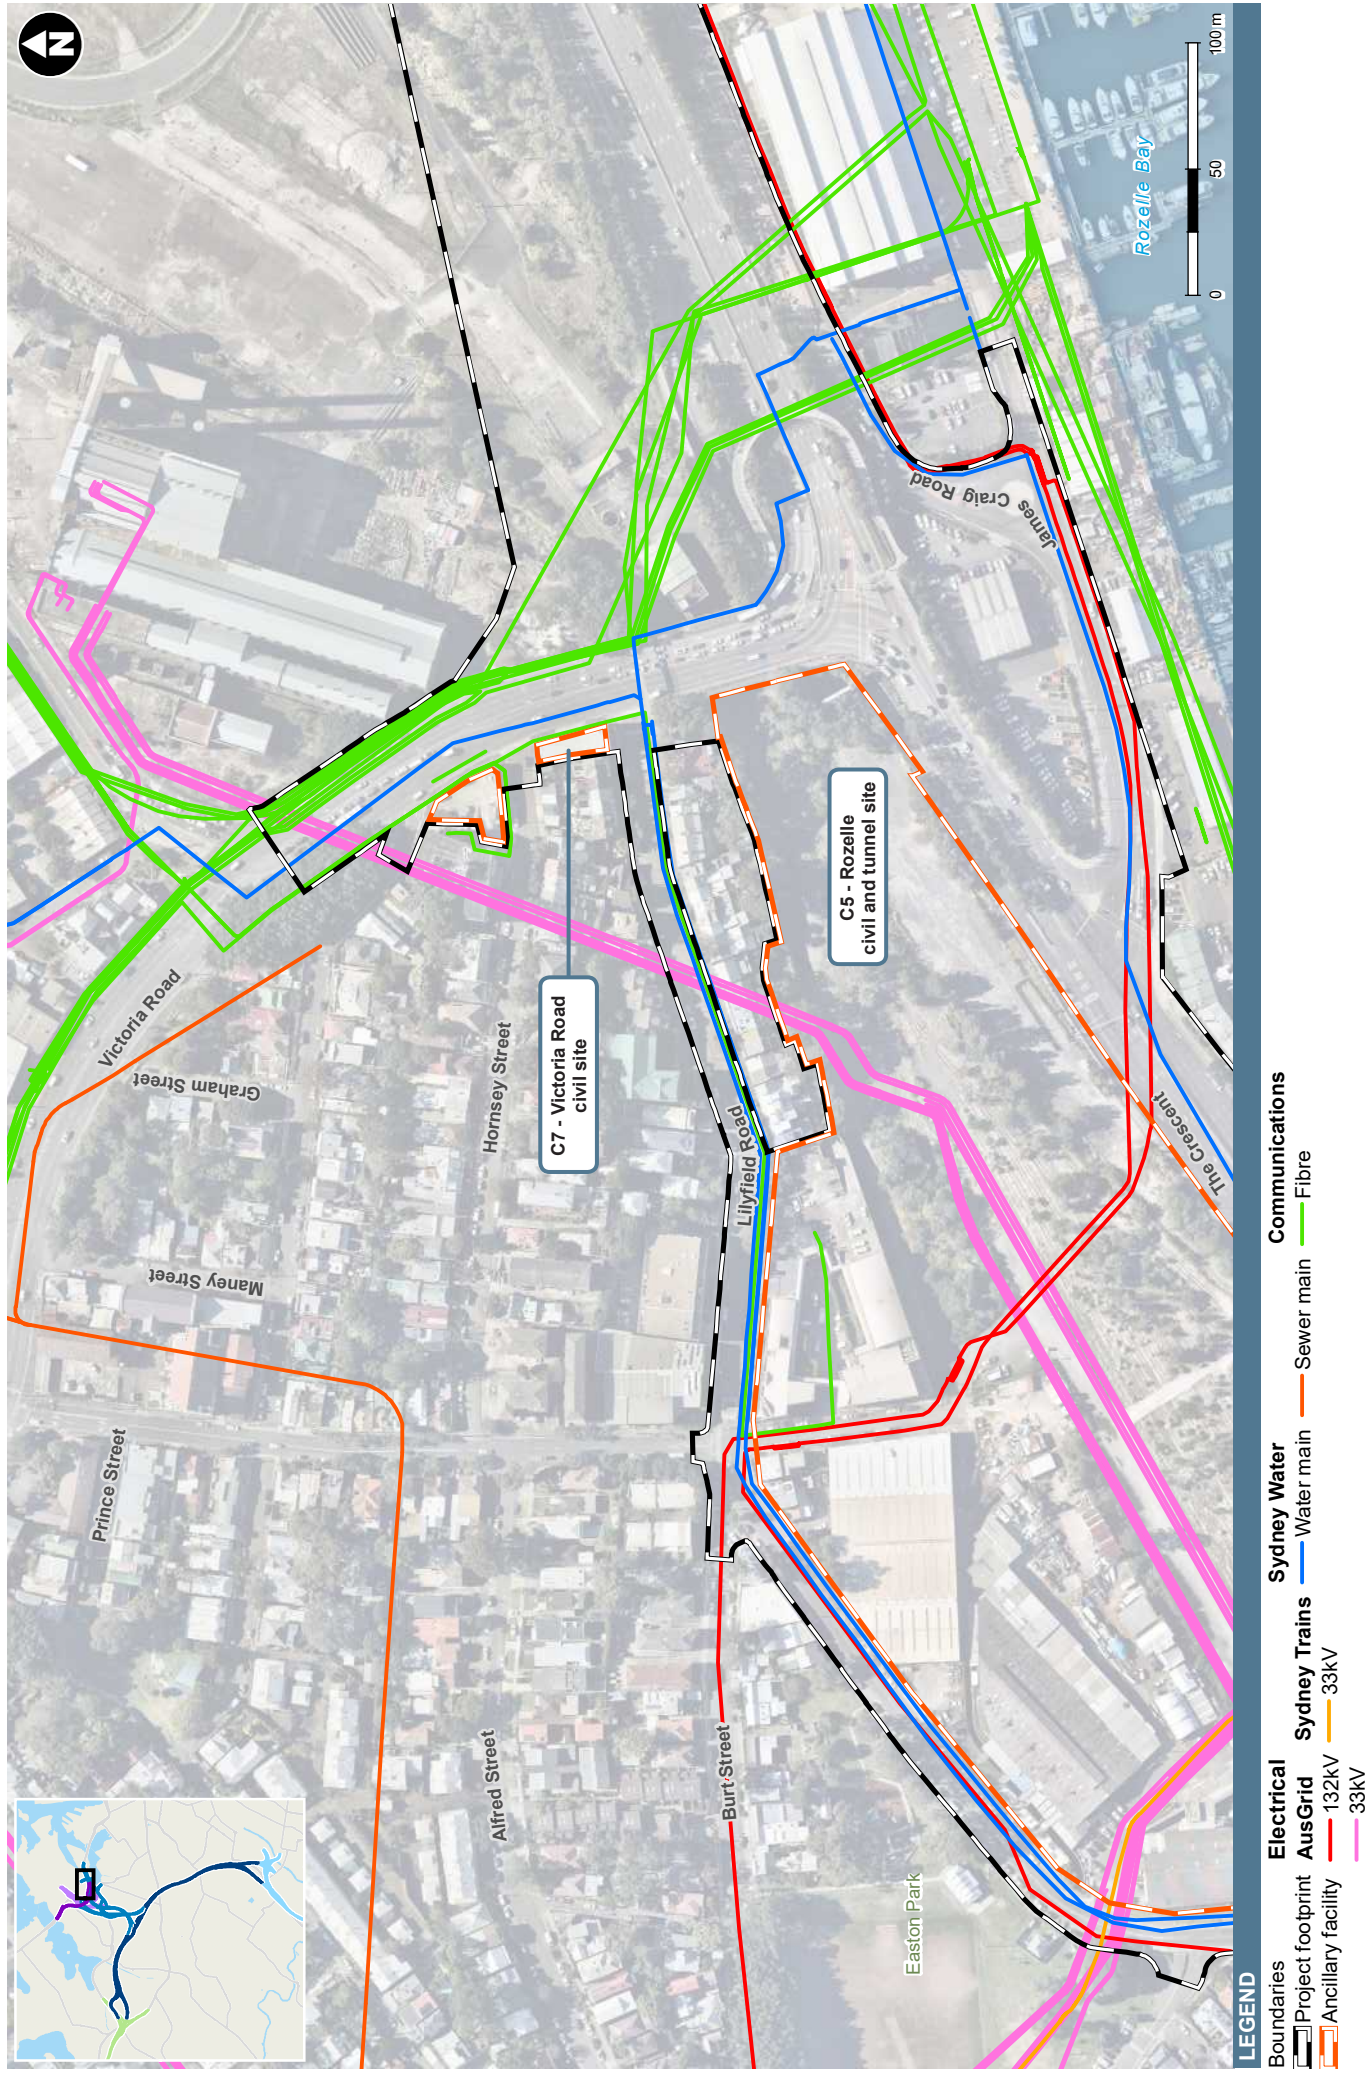 N
Victoria Road
Graham Street
Hornsey Street
Maney Street
Prince Street
Alfred Street
Burt Street
Lilyfield Road
Easton Park
James Craig Road
The Crescent
Rozelle Bay
C7 - Victoria Road
civil site
C5 - Rozelle
civil and tunnel site
0 50 100 m
LEGEND
Boundaries
Project footprint
Ancillary facility
Electrical
AusGrid
132kV
33kV
Sydney Trains
33kV
Sydney Water
Water main
Sewer main
Communications
Fibre